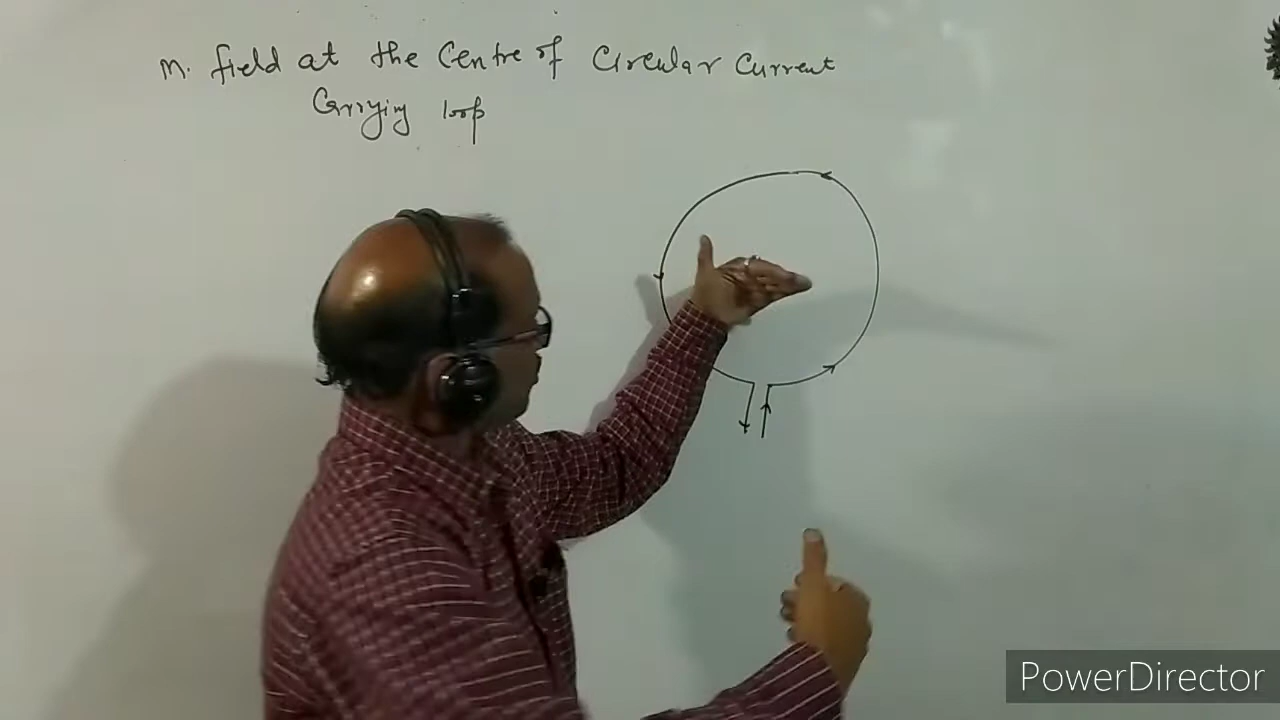 m. field at the Centre of Circular Current
Carrying loop
PowerDirector